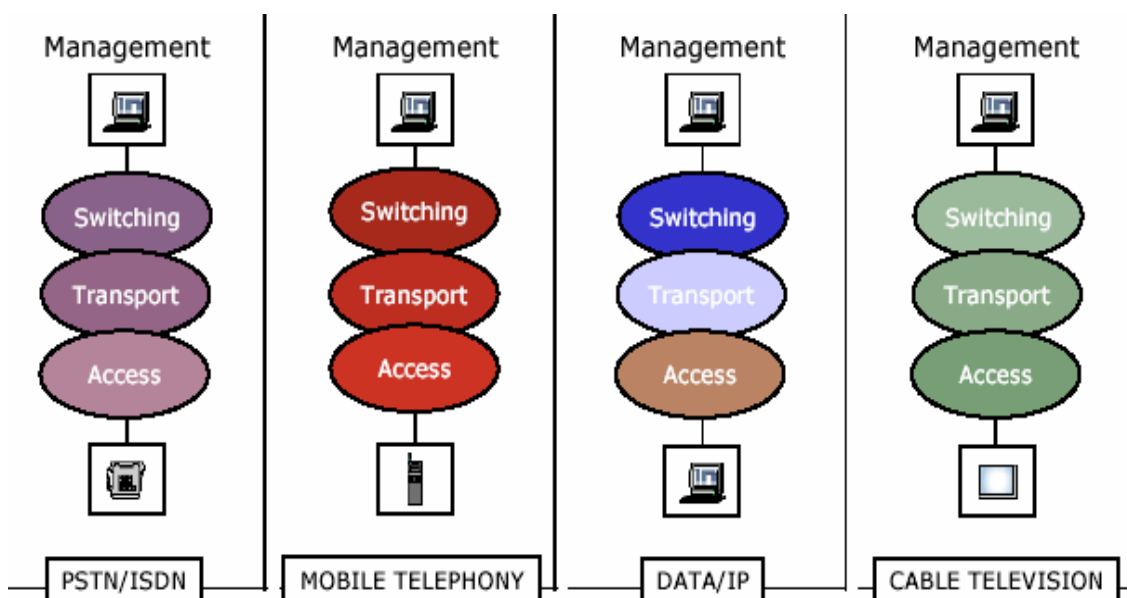 Management
Switching
Transport
Access
PSTN/ISDN
Management
Switching
Transport
Access
MOBILE TELEPHONY
Management
Switching
Transport
Access
DATA/IP
Management
Switching
Transport
Access
CABLE TELEVISION